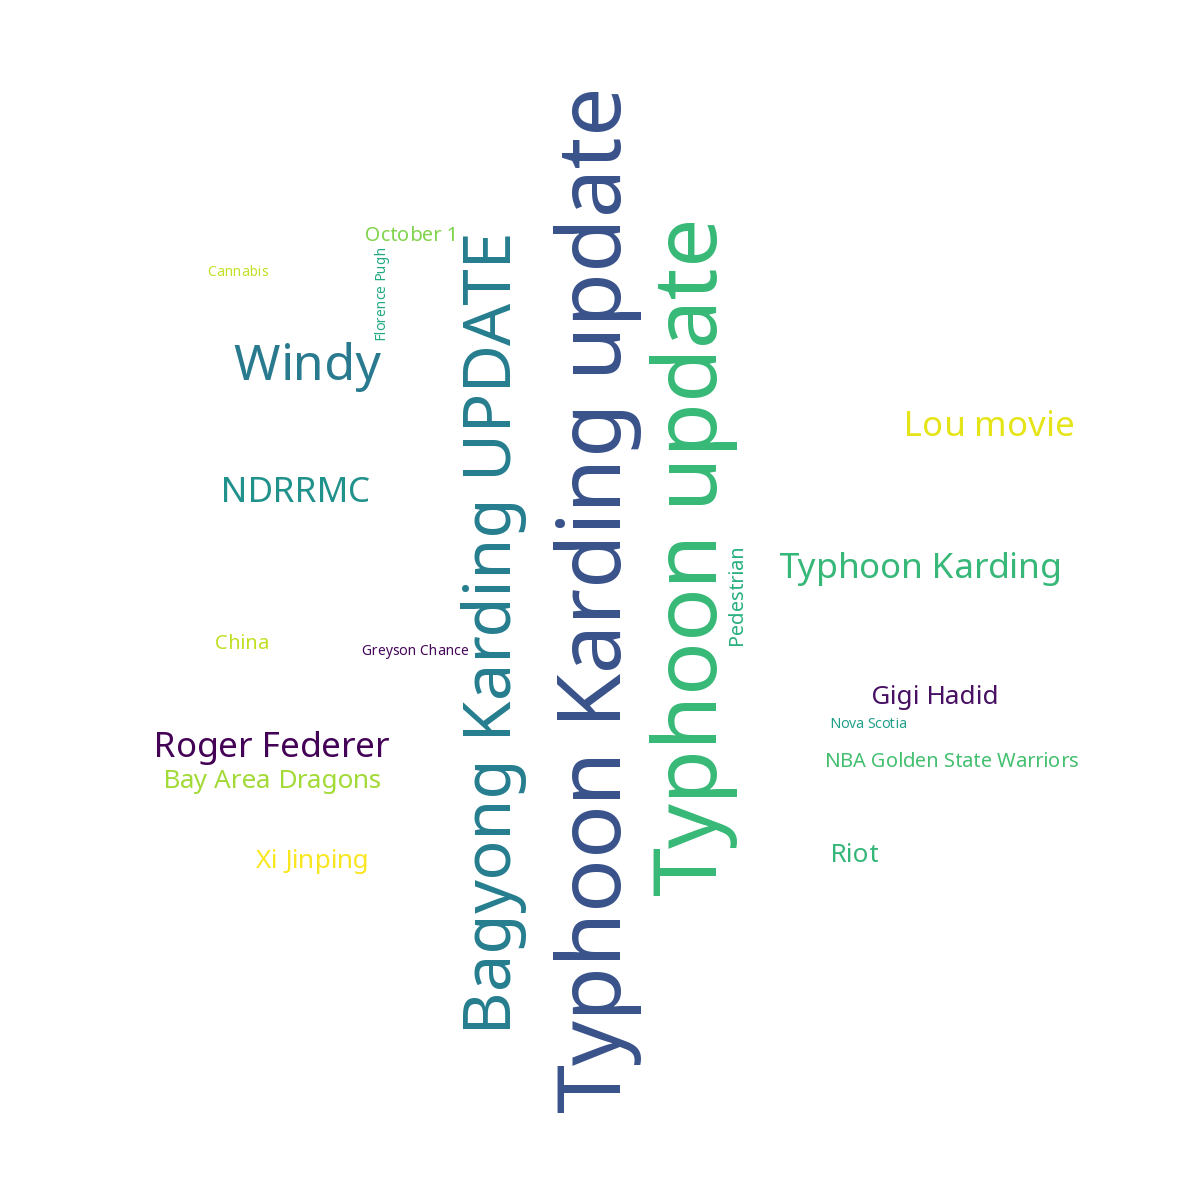 October 1
Cannabis
Florence Pugh
Windy
NDRRMC
China
Greyson Chance
Roger Federer
Bay Area Dragons
Xi Jinping
Bagyong Karding UPDATE
Typhoon Karding update
Typhoon update
Pedestrian
Lou movie
Typhoon Karding
Gigi Hadid
Nova Scotia
NBA Golden State Warriors
Riot